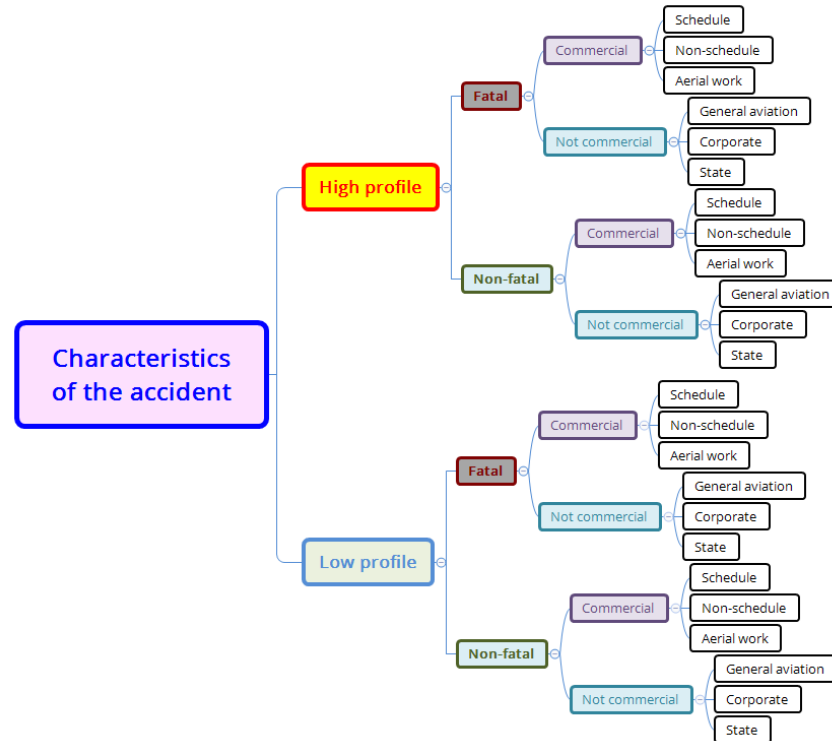 Characteristics
of the accident
High profile
Fatal
Commercial
Schedule
Non-schedule
Aerial work
Not commercial
General aviation
Corporate
State
Non-fatal
Commercial
Schedule
Non-schedule
Aerial work
Not commercial
General aviation
Corporate
State
Low profile
Fatal
Commercial
Schedule
Non-schedule
Aerial work
Not commercial
General aviation
Corporate
State
Non-fatal
Commercial
Schedule
Non-schedule
Aerial work
Not commercial
General aviation
Corporate
State